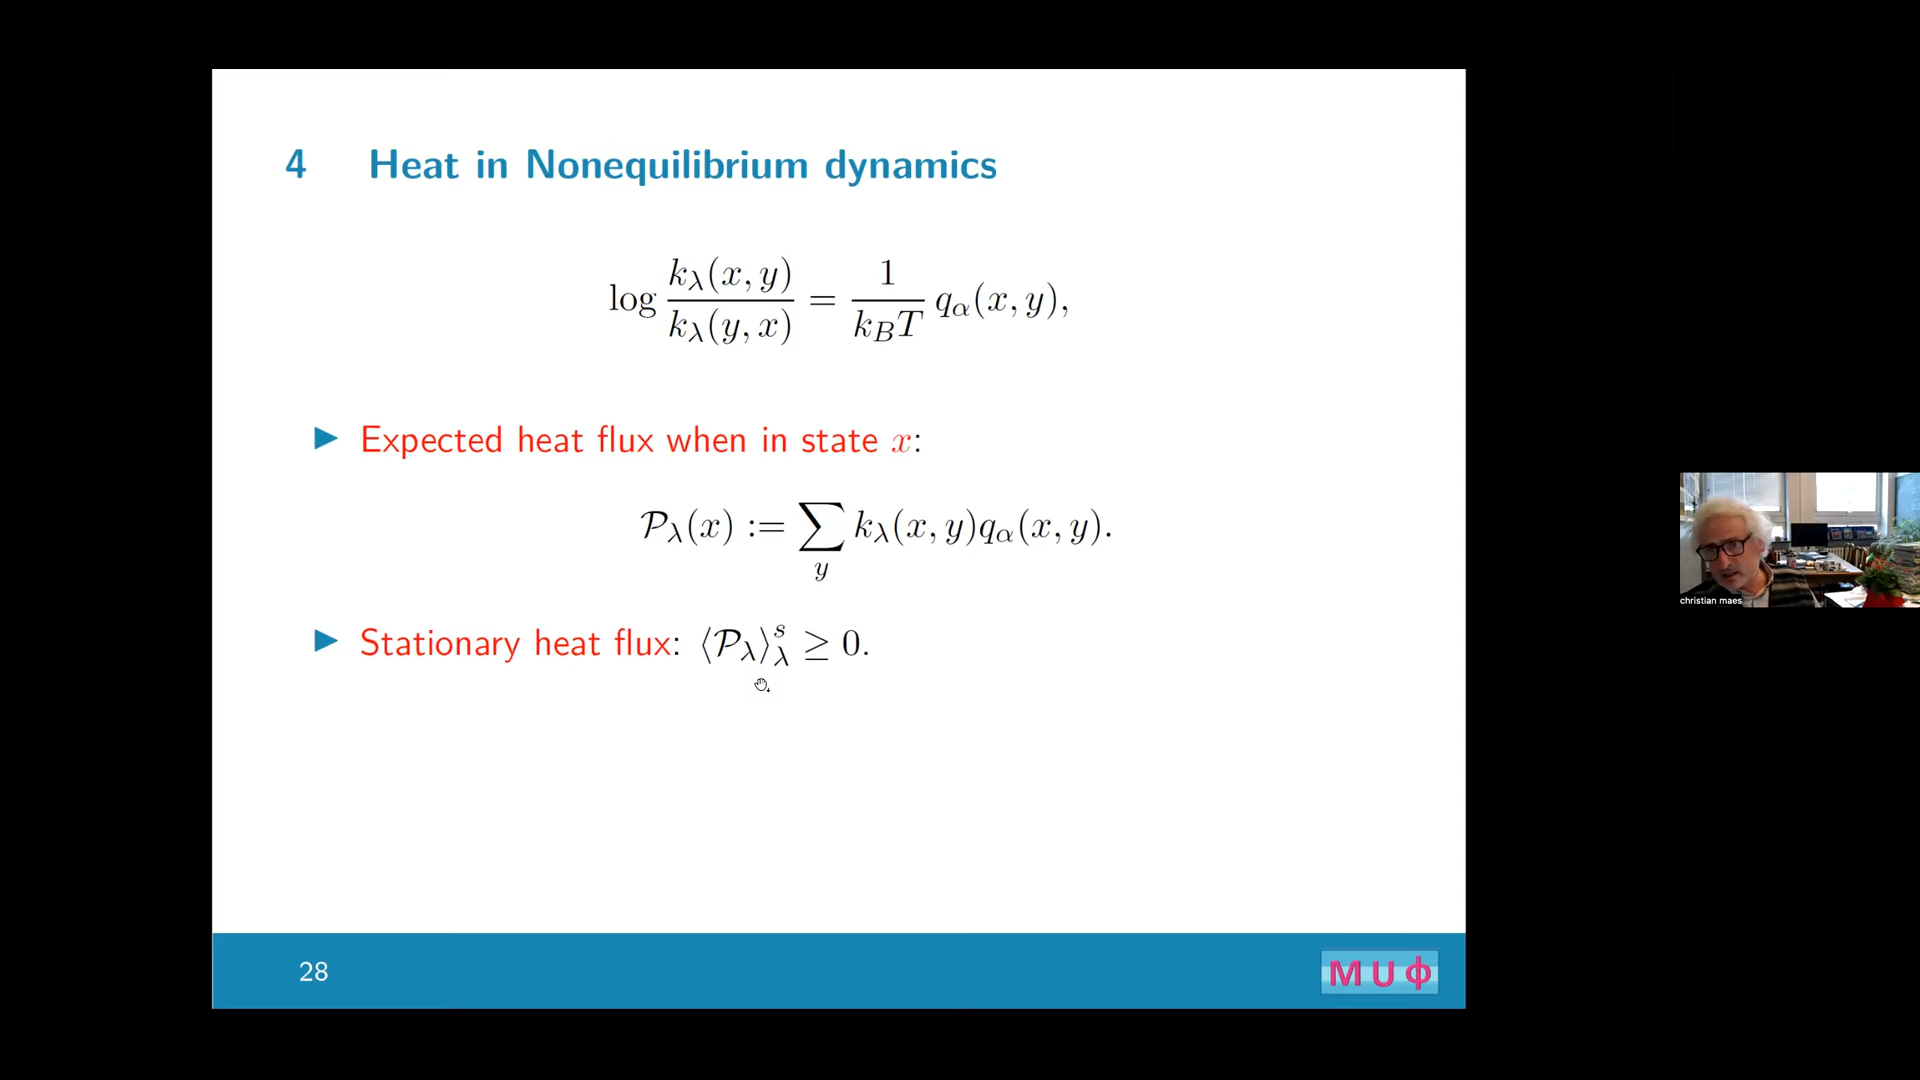 4 Heat in Nonequilibrium dynamics
log k_λ(x, y) / k_λ(y, x) = 1 / k_B T q_α(x, y),
▶ Expected heat flux when in state x:
𝒫_λ(x) := ∑_y k_λ(x, y)q_α(x, y).
▶ Stationary heat flux: ⟨𝒫_λ⟩^s_λ ≥ 0.
christian maes
28
M U Φ